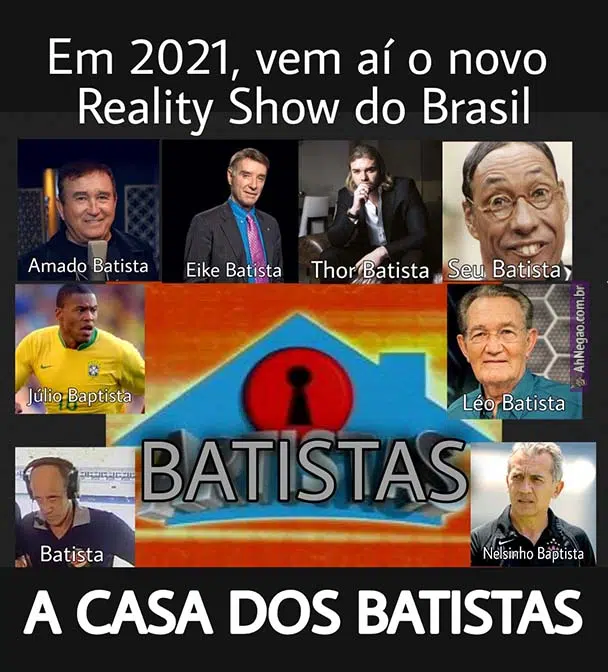 Em 2021, vem aí o novo
Reality Show do Brasil
Amado Batista
Eike Batista
Thor Batista
Seu Batista
AhNegao.com.br
Júlio Baptista
Léo Batista
BATISTAS
Batista
Nelsinho Baptista
A CASA DOS BATISTAS